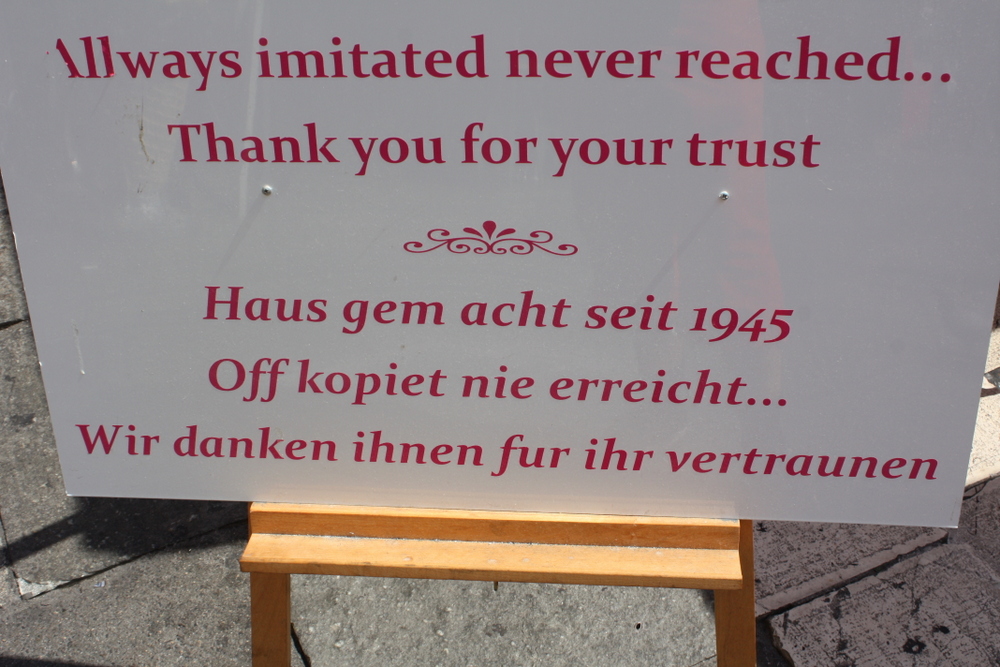 Allways imitated never reached...
Thank you for your trust
Haus gem acht seit 1945
Off kopiet nie erreicht...
Wir danken ihnen fur ihr vertraunen